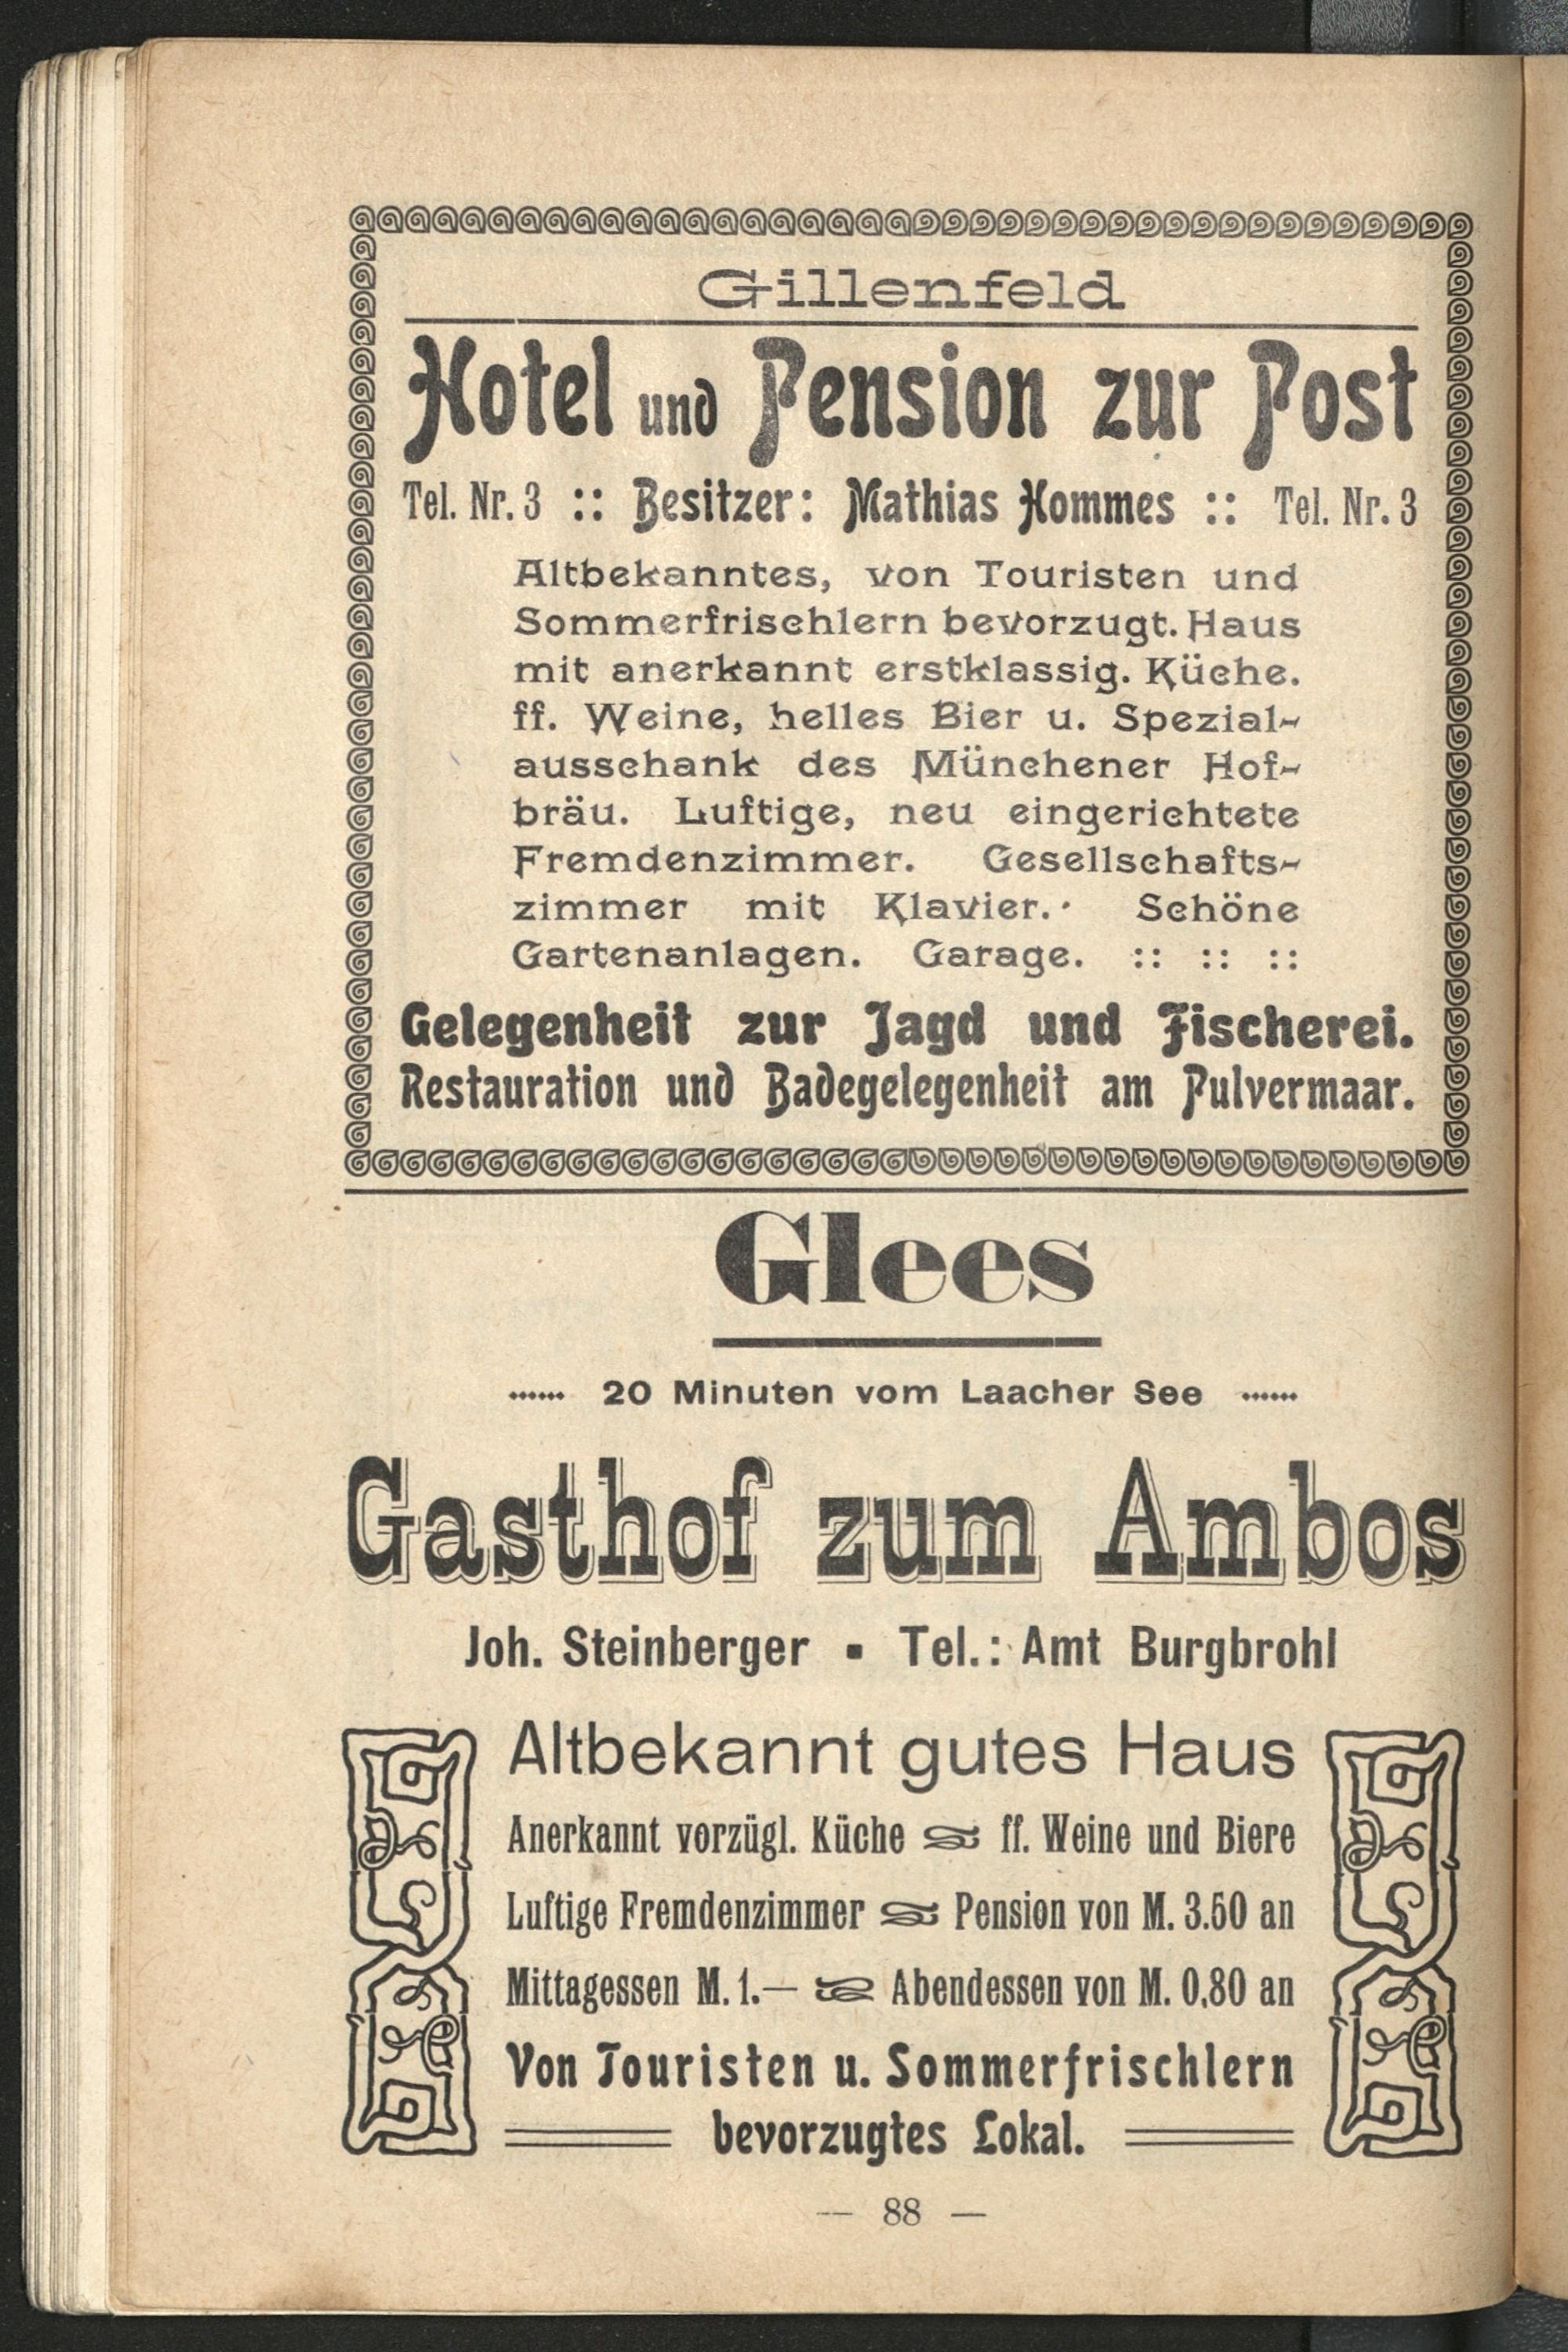 Gillenfeld
Hotel und Pension zur Post
Tel. Nr. 3 :: Besitzer: Mathias Hommes :: Tel. Nr. 3
Altbekanntes, von Touristen und
Sommerfrischlern bevorzugt. Haus
mit anerkannt erstklassig. Küche.
ff. Weine, helles Bier u. Spezial-
ausschank des Münchener Hof-
bräu. Luftige, neu eingerichtete
Fremdenzimmer. Gesellschafts-
zimmer mit Klavier. Schöne
Gartenanlagen. Garage. :: :: ::
Gelegenheit zur Jagd und Fischerei.
Restauration und Badegelegenheit am Pulvermaar.
Glees
20 Minuten vom Laacher See
Gasthof zum Ambos
Joh. Steinberger ▪ Tel.: Amt Burgbrohl
Altbekannt gutes Haus
Anerkannt vorzügl. Küche ff. Weine und Biere
Luftige Fremdenzimmer Pension von M. 3.50 an
Mittagessen M. 1.— Abendessen von M. 0,80 an
Von Touristen u. Sommerfrischlern
bevorzugtes Lokal.
— 88 —